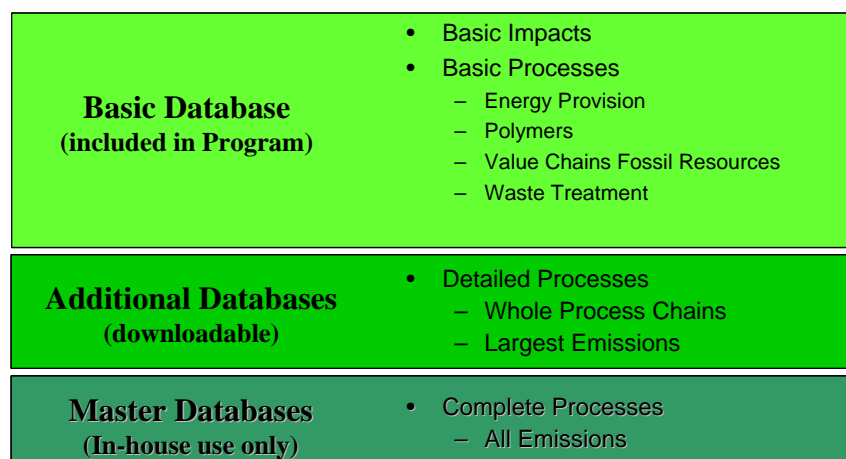 Basic Database
(included in Program)
• Basic Impacts
• Basic Processes
– Energy Provision
– Polymers
– Value Chains Fossil Resources
– Waste Treatment
Additional Databases
(downloadable)
• Detailed Processes
– Whole Process Chains
– Largest Emissions
Master Databases
(In-house use only)
• Complete Processes
– All Emissions